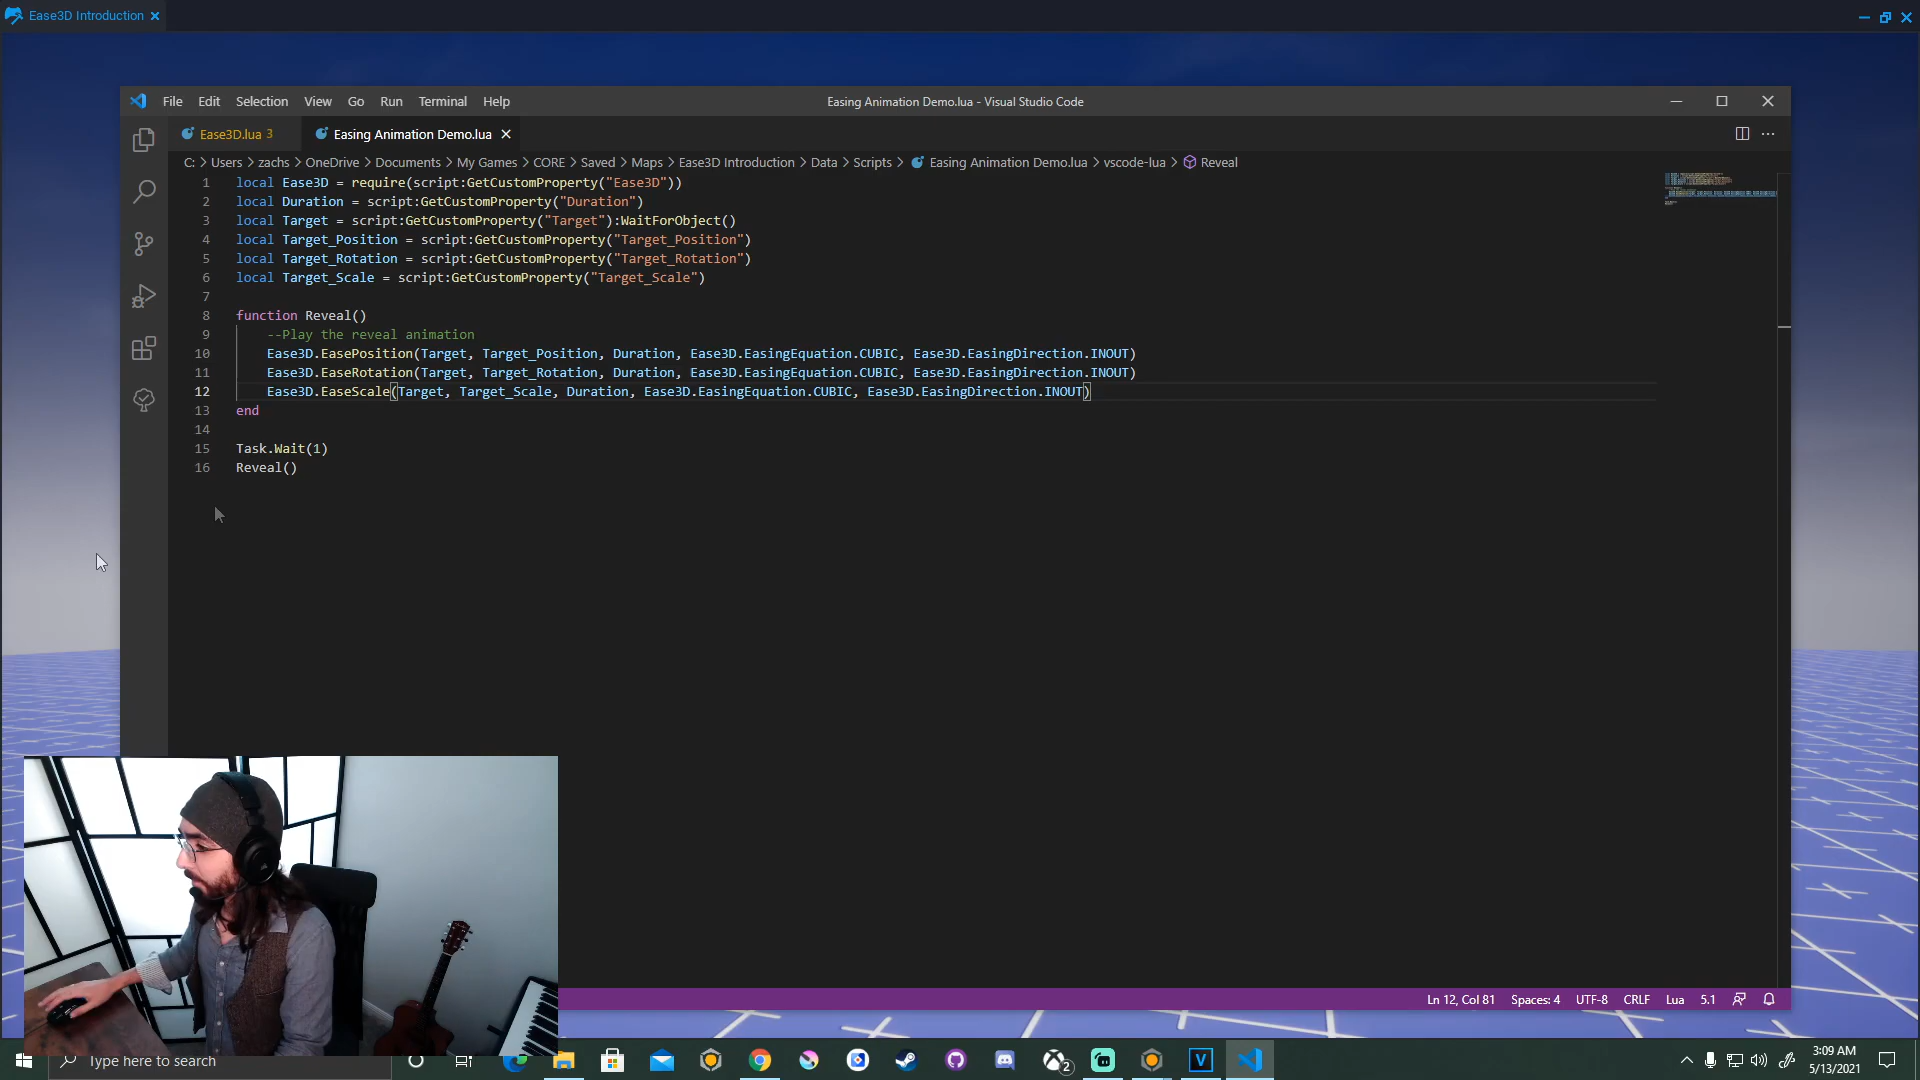 Ease3D Introduction
File Edit Selection View Go Run Terminal Help
Easing Animation Demo.lua - Visual Studio Code
Ease3D.lua 3
Easing Animation Demo.lua
C: > Users > zachs > OneDrive > Documents > My Games > CORE > Saved > Maps > Ease3D Introduction > Data > Scripts > Easing Animation Demo.lua > vscode-lua > Reveal
1 local Ease3D = require(script:GetCustomProperty("Ease3D"))
2 local Duration = script:GetCustomProperty("Duration")
3 local Target = script:GetCustomProperty("Target"):WaitForObject()
4 local Target_Position = script:GetCustomProperty("Target_Position")
5 local Target_Rotation = script:GetCustomProperty("Target_Rotation")
6 local Target_Scale = script:GetCustomProperty("Target_Scale")
7
8 function Reveal()
9 --Play the reveal animation
10 Ease3D.EasePosition(Target, Target_Position, Duration, Ease3D.EasingEquation.CUBIC, Ease3D.EasingDirection.INOUT)
11 Ease3D.EaseRotation(Target, Target_Rotation, Duration, Ease3D.EasingEquation.CUBIC, Ease3D.EasingDirection.INOUT)
12 Ease3D.EaseScale(Target, Target_Scale, Duration, Ease3D.EasingEquation.CUBIC, Ease3D.EasingDirection.INOUT)
13 end
14
15 Task.Wait(1)
16 Reveal()
Ln 12, Col 81 Spaces: 4 UTF-8 CRLF Lua 5.1
Type here to search
2
V
3:09 AM
5/13/2021